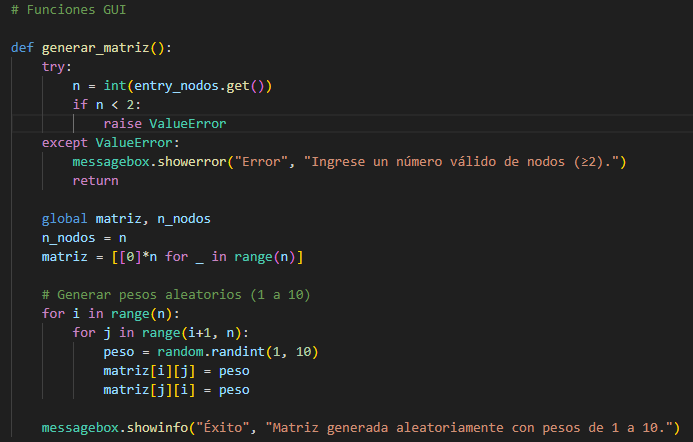 # Funciones GUI
def generar_matriz():
    try:
        n = int(entry_nodos.get())
        if n < 2:
            raise ValueError
    except ValueError:
        messagebox.showerror("Error", "Ingrese un número válido de nodos (≥2).")
        return
    global matriz, n_nodos
    n_nodos = n
    matriz = [[0]*n for _ in range(n)]
    # Generar pesos aleatorios (1 a 10)
    for i in range(n):
        for j in range(i+1, n):
            peso = random.randint(1, 10)
            matriz[i][j] = peso
            matriz[j][i] = peso
    messagebox.showinfo("Éxito", "Matriz generada aleatoriamente con pesos de 1 a 10.")